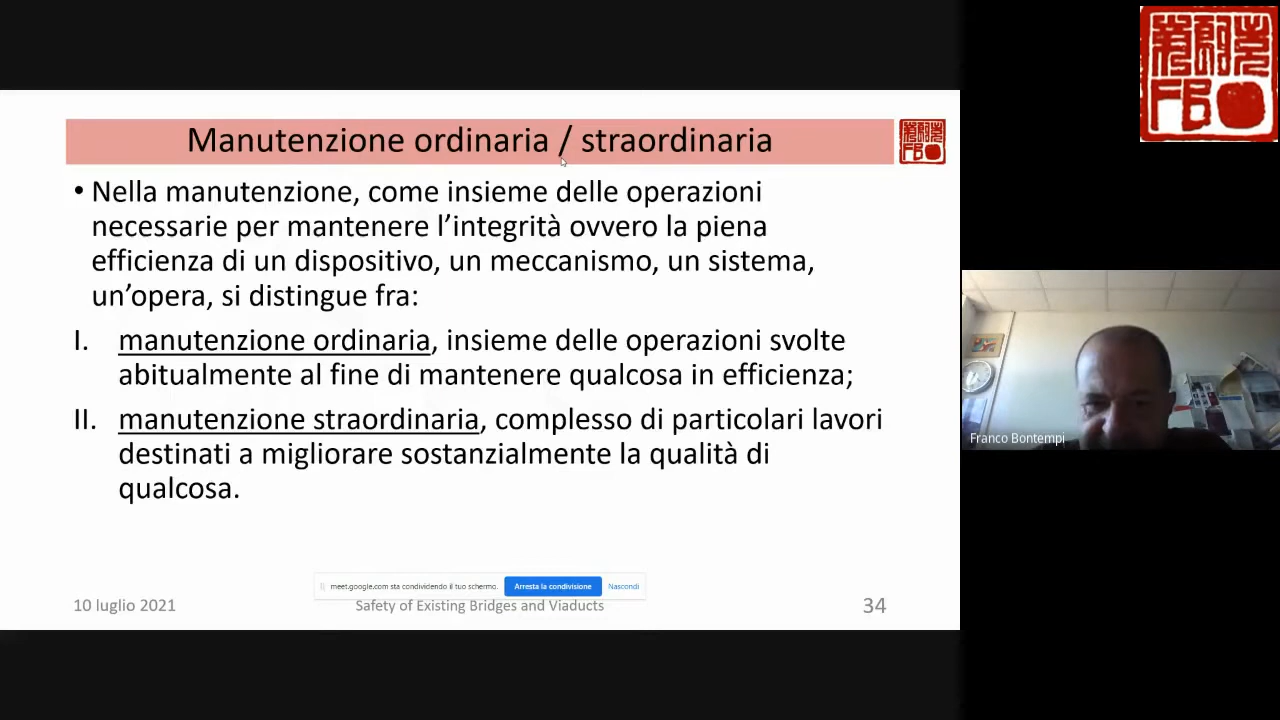 Manutenzione ordinaria / straordinaria
• Nella manutenzione, come insieme delle operazioni
necessarie per mantenere l’integrità ovvero la piena
efficienza di un dispositivo, un meccanismo, un sistema,
un’opera, si distingue fra:
I. manutenzione ordinaria, insieme delle operazioni svolte
abitualmente al fine di mantenere qualcosa in efficienza;
II. manutenzione straordinaria, complesso di particolari lavori
destinati a migliorare sostanzialmente la qualità di
qualcosa.
meet.google.com sta condividendo il tuo schermo. Arresta la condivisione Nascondi
10 luglio 2021 Safety of Existing Bridges and Viaducts 34
Franco Bontempi
FB